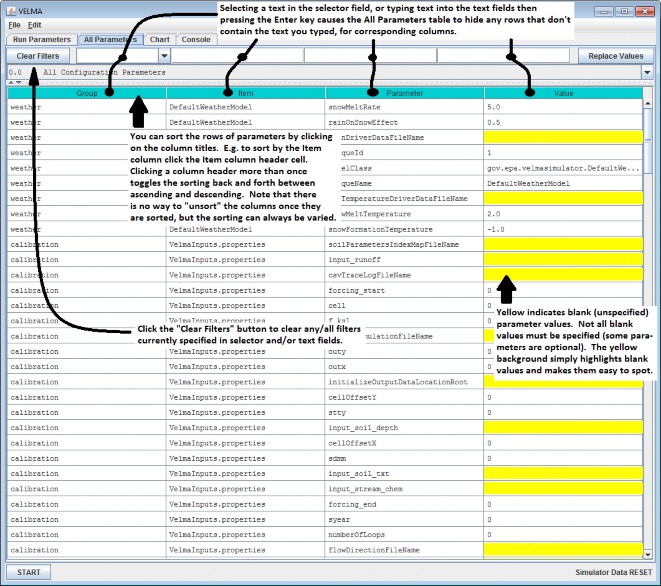 VELMA
File Edit
Run Parameters All Parameters Chart Console
Selecting a text in the selector field, or typing text into the text fields then
pressing the Enter key causes the All Parameters table to hide any rows that don't
contain the text you typed, for corresponding columns.
Clear Filters Replace Values
0.0 All Configuration Parameters
Group Item Parameter Value
weather DefaultWeatherModel snowMeltRate 5.0
weather DefaultWeatherModel rainOnSnowEffect 0.5
weather nDriverDataFileName
queId 1
elClass gov.epa.velmasimulator.DefaultWe...
queName DefaultWeatherModel
TemperatureDriverDataFileName
wMeltTemperature 2.0
weather DefaultWeatherModel snowFormationTemperature -1.0
You can sort the rows of parameters by clicking
on the column titles. E.g. to sort by the Item
column click the Item column header cell.
Clicking a column header more than once
toggles the sorting back and forth between
ascending and descending. Note that there
is no way to "unsort" the columns once they
are sorted, but the sorting can always be varied.
calibration VelmaInputs.properties soilParametersIndexMapFileName
calibration VelmaInputs.properties input_runoff
calibration VelmaInputs.properties csvTraceLogFileName
calibration VelmaInputs.properties forcing_start 0
calibration VelmaInputs.properties cell 0
calibration VelmaInputs.properties f_ksl 0
ulationFileName
Click the "Clear Filters" button to clear any/all filters
currently specified in selector and/or text fields.
Yellow indicates blank (unspecified)
parameter values. Not all blank
values must be specified (some para-
meters are optional). The yellow
background simply highlights blank
values and makes them easy to spot.
calibration VelmaInputs.properties outy 0
calibration VelmaInputs.properties outx 0
calibration VelmaInputs.properties initializeOutputDataLocationRoot
calibration VelmaInputs.properties cellOffsetY 0
calibration VelmaInputs.properties stty 0
calibration VelmaInputs.properties input_soil_depth
calibration VelmaInputs.properties cellOffsetX 0
calibration VelmaInputs.properties sdmm 0
calibration VelmaInputs.properties input_soil_txt
calibration VelmaInputs.properties input_stream_chem
calibration VelmaInputs.properties forcing_end 0
calibration VelmaInputs.properties syear 0
calibration VelmaInputs.properties numberOfLoops 0
calibration VelmaInputs.properties flowDirectionFileName
START Simulator Data RESET